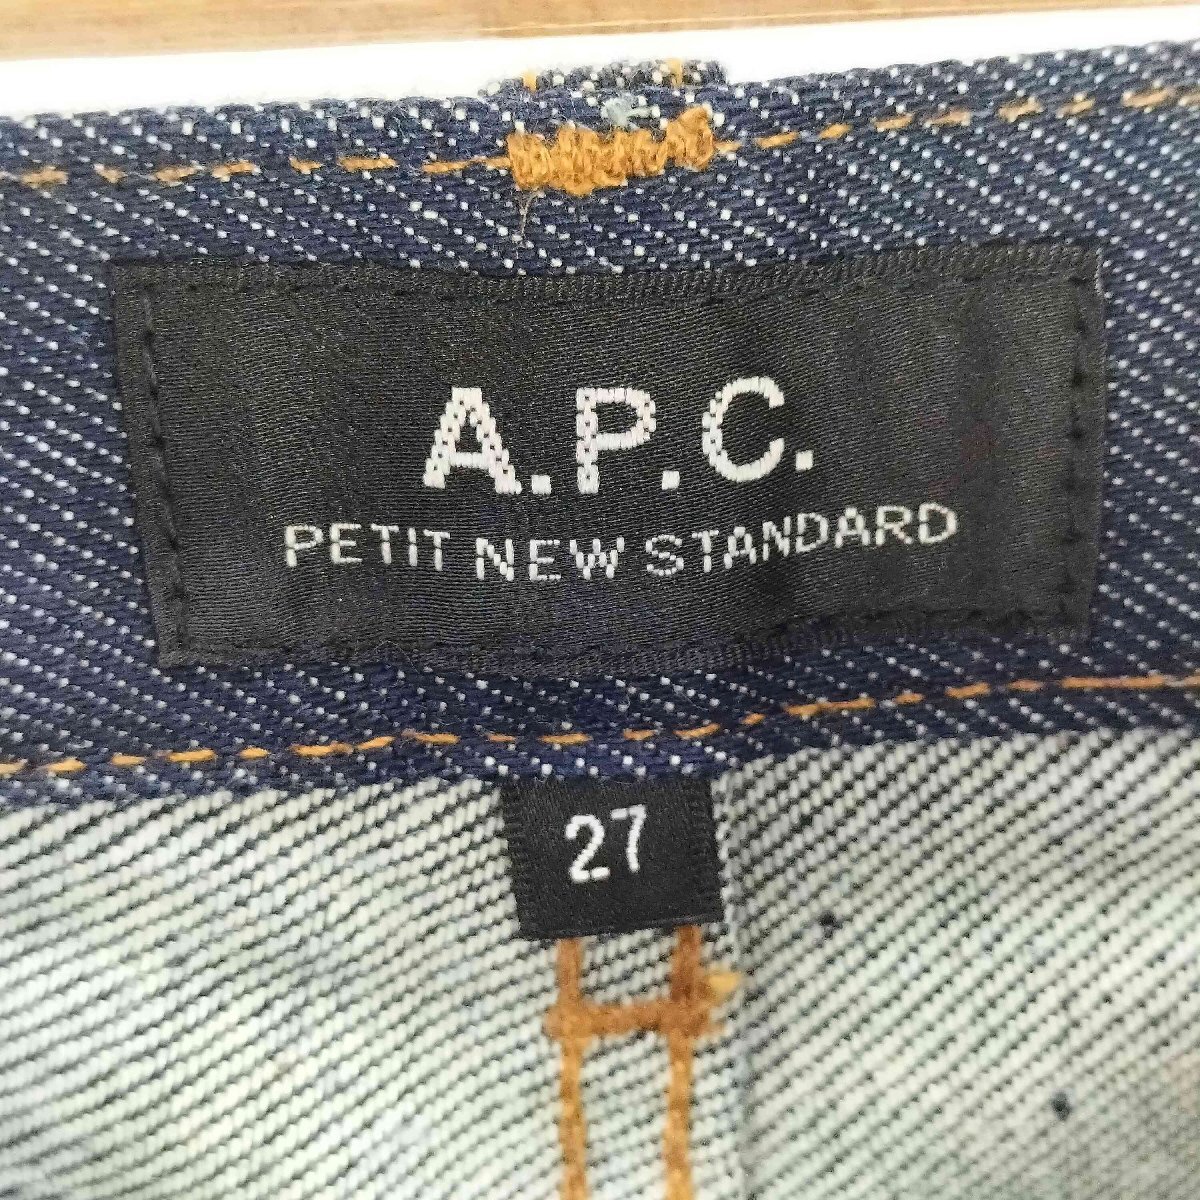 A.P.C.
PETIT NEW STANDARD
27